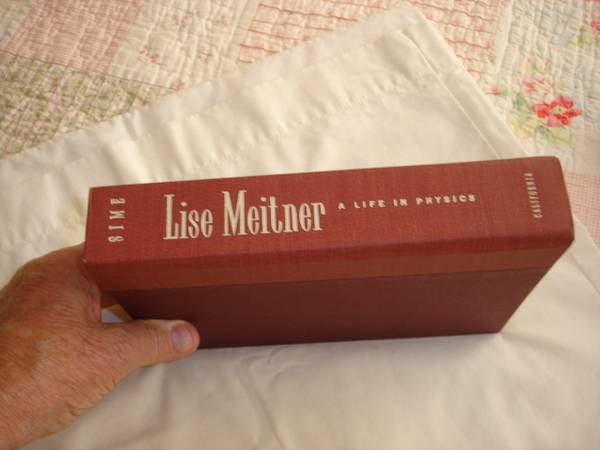 SIME
Lise Meitner
A LIFE IN PHYSICS
CALIFORNIA